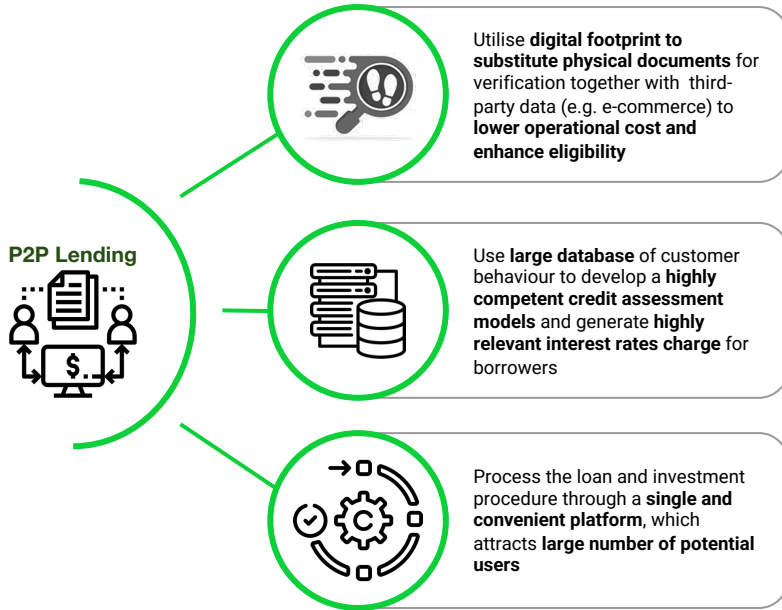 Utilise digital footprint to
substitute physical documents for
verification together with third-
party data (e.g. e-commerce) to
lower operational cost and
enhance eligibility
P2P Lending
$
Use large database of customer
behaviour to develop a highly
competent credit assessment
models and generate highly
relevant interest rates charge for
borrowers
C
Process the loan and investment
procedure through a single and
convenient platform, which
attracts large number of potential
users